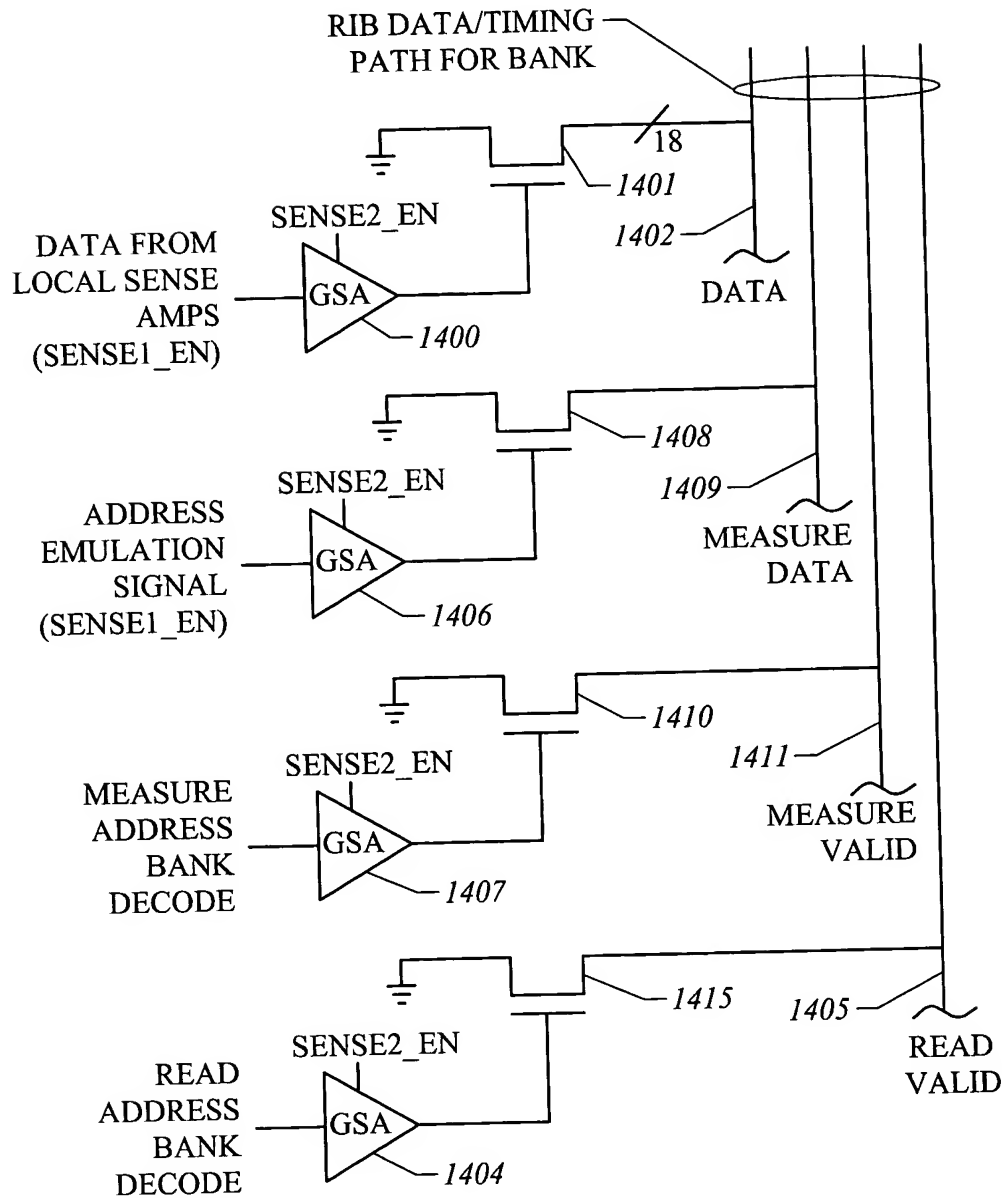 RIB DATA/TIMING
PATH FOR BANK
18
1401
SENSE2_EN
1402
DATA FROM
LOCAL SENSE
AMPS
(SENSE1_EN)
GSA
DATA
1400
1408
SENSE2_EN
1409
ADDRESS
EMULATION
SIGNAL
(SENSE1_EN)
GSA
MEASURE
DATA
1406
1410
SENSE2_EN
1411
MEASURE
ADDRESS
BANK
DECODE
GSA
MEASURE
VALID
1407
1415
1405
SENSE2_EN
READ
VALID
READ
ADDRESS
BANK
DECODE
GSA
1404